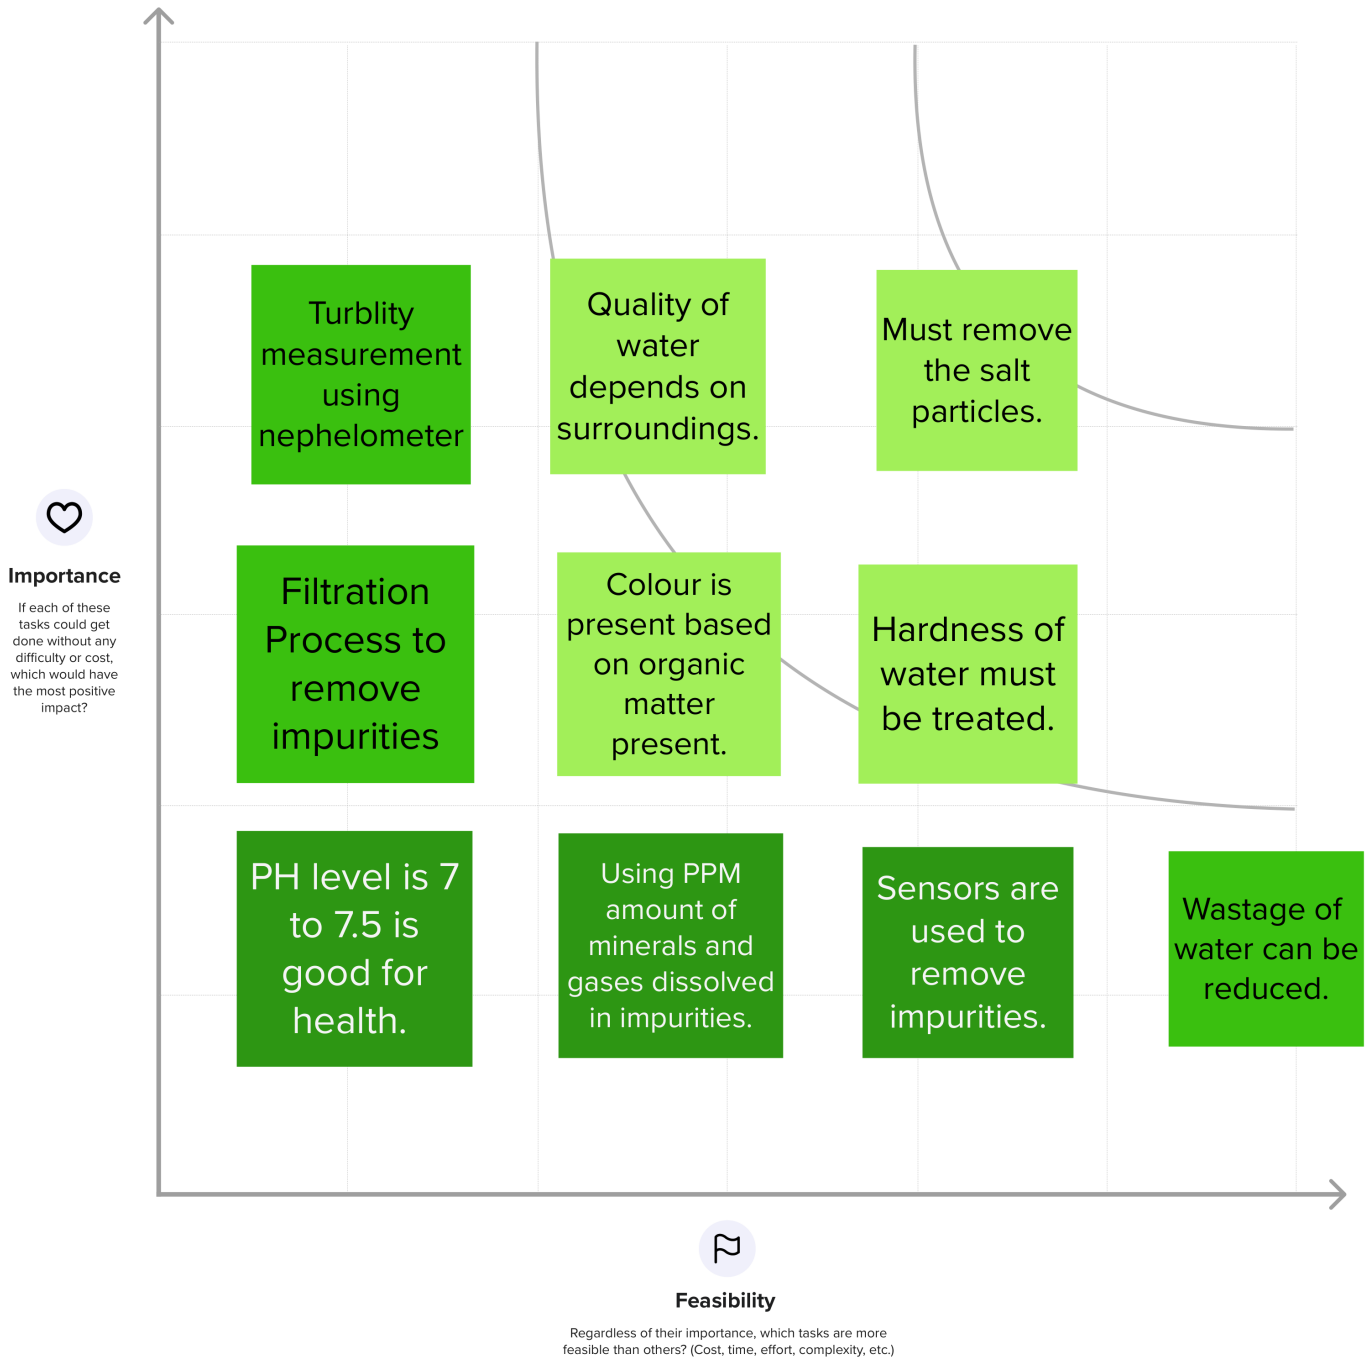 Turblity
measurement
using
nephelometer
Quality of
water
depends on
surroundings.
Must remove
the salt
particles.
Importance
If each of these
tasks could get
done without any
difficulty or cost,
which would have
the most positive
impact?
Filtration
Process to
remove
impurities
Colour is
present based
on organic
matter
present.
Hardness of
water must
be treated.
PH level is 7
to 7.5 is
good for
health.
Using PPM
amount of
minerals and
gases dissolved
in impurities.
Sensors are
used to
remove
impurities.
Wastage of
water can be
reduced.
Feasibility
Regardless of their importance, which tasks are more
feasible than others? (Cost, time, effort, complexity, etc.)